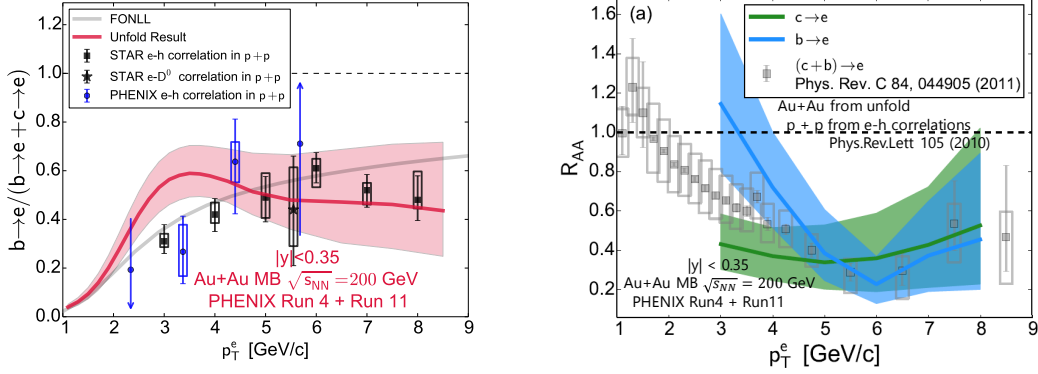 1.2
1.0
0.8
0.6
0.4
0.2
0.0
b→e/(b→e+c→e)
FONLL
Unfold Result
STAR e-h correlation in p+p
STAR e-D⁰ correlation in p+p
PHENIX e-h correlation in p+p
|y|<0.35
Au+Au MB √s_NN = 200 GeV
PHENIX Run 4 + Run 11
1 2 3 4 5 6 7 8 9
p_T^e [GeV/c]
1.6
1.4
1.2
1.0
0.8
0.6
0.4
0.2
R_AA
(a)
c→e
b→e
(c+b)→e
Phys. Rev. C 84, 044905 (2011)
Au+Au from unfold
p + p from e-h correlations
Phys.Rev.Lett 105 (2010)
|y| < 0.35
Au+Au MB √s_NN = 200 GeV
PHENIX Run4 + Run11
1 2 3 4 5 6 7 8 9
p_T^e [GeV/c]